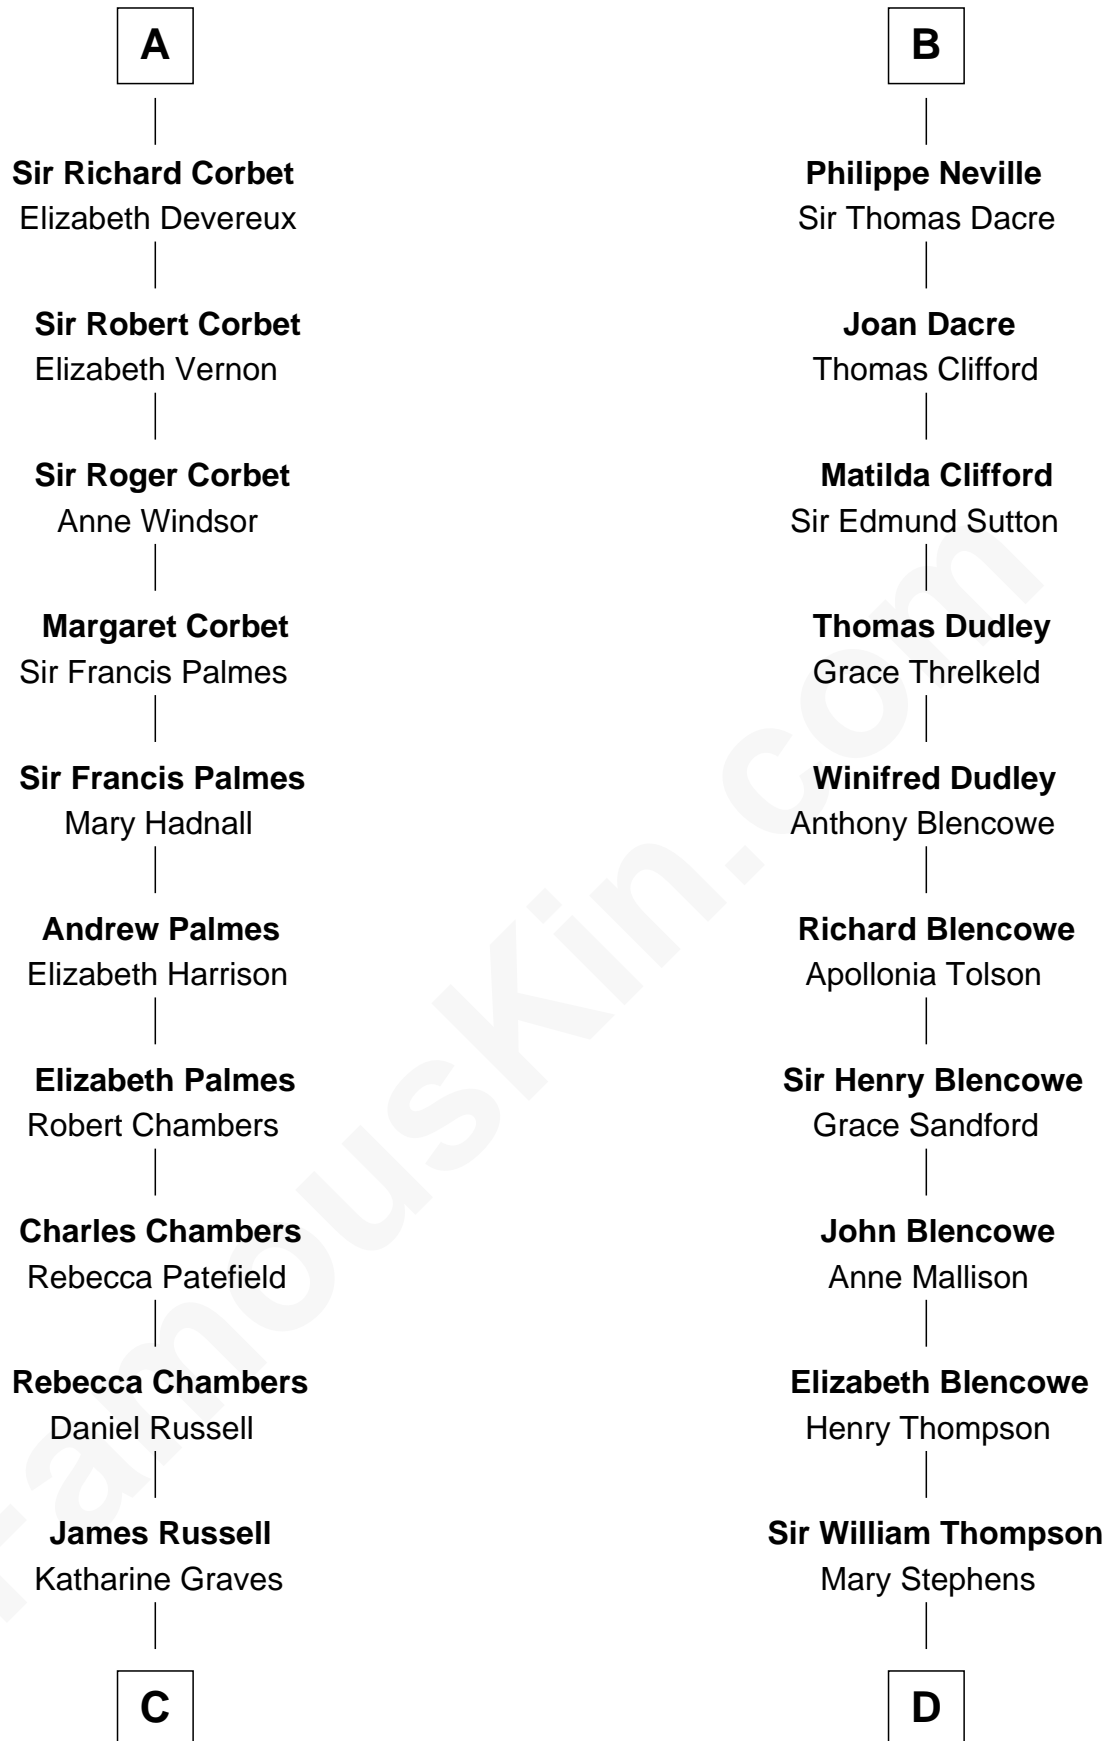 A
Sir Richard Corbet
Elizabeth Devereux
Sir Robert Corbet
Elizabeth Vernon
Sir Roger Corbet
Anne Windsor
Margaret Corbet
Sir Francis Palmes
Sir Francis Palmes
Mary Hadnall
Andrew Palmes
Elizabeth Harrison
Elizabeth Palmes
Robert Chambers
Charles Chambers
Rebecca Patefield
Rebecca Chambers
Daniel Russell
James Russell
Katharine Graves
C
B
Philippe Neville
Sir Thomas Dacre
Joan Dacre
Thomas Clifford
Matilda Clifford
Sir Edmund Sutton
Thomas Dudley
Grace Threlkeld
Winifred Dudley
Anthony Blencowe
Richard Blencowe
Apollonia Tolson
Sir Henry Blencowe
Grace Sandford
John Blencowe
Anne Mallison
Elizabeth Blencowe
Henry Thompson
Sir William Thompson
Mary Stephens
D
FamousKin.com